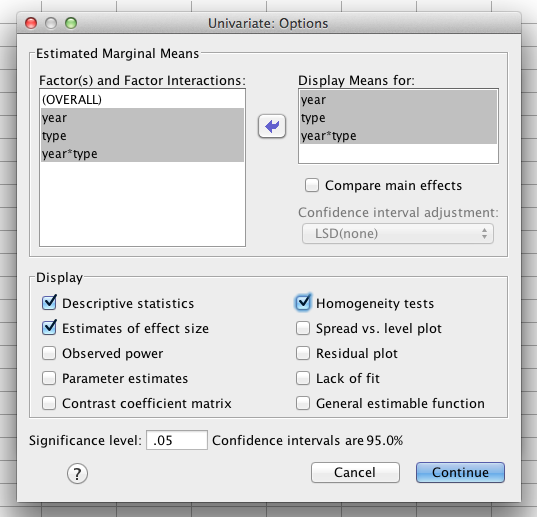 Univariate: Options
Estimated Marginal Means
Factor(s) and Factor Interactions:
(OVERALL)
year
type
year*type
Display Means for:
year
type
year*type
Compare main effects
Confidence interval adjustment:
LSD(none)
Display
Descriptive statistics
Homogeneity tests
Estimates of effect size
Spread vs. level plot
Observed power
Residual plot
Parameter estimates
Lack of fit
Contrast coefficient matrix
General estimable function
Significance level: .05 Confidence intervals are 95.0%
? Cancel Continue